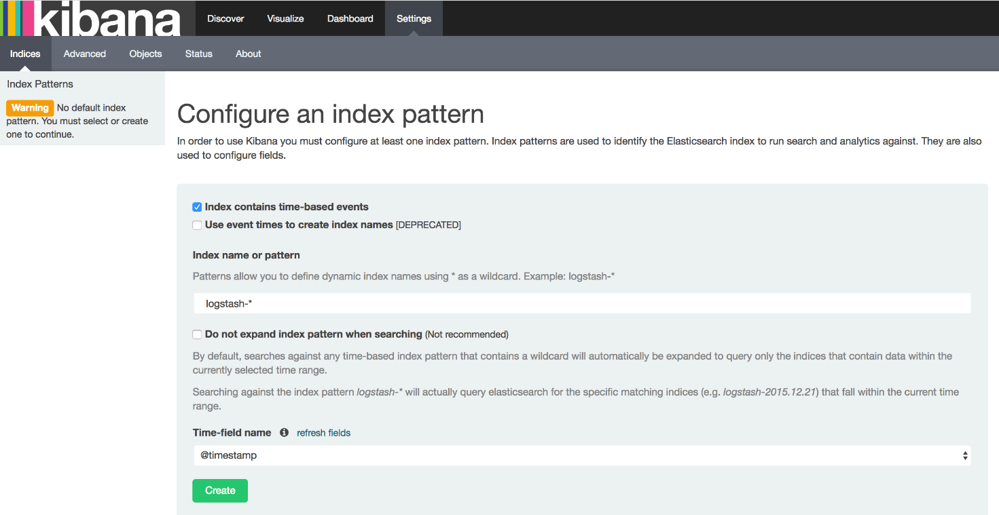 kibana
Discover
Visualize
Dashboard
Settings
Indices
Advanced
Objects
Status
About
Index Patterns
Warning No default index
pattern. You must select or create
one to continue.
Configure an index pattern
In order to use Kibana you must configure at least one index pattern. Index patterns are used to identify the Elasticsearch index to run search and analytics against. They are also
used to configure fields.
Index contains time-based events
Use event times to create index names [DEPRECATED]
Index name or pattern
Patterns allow you to define dynamic index names using * as a wildcard. Example: logstash-*
logstash-*
Do not expand index pattern when searching (Not recommended)
By default, searches against any time-based index pattern that contains a wildcard will automatically be expanded to query only the indices that contain data within the
currently selected time range.
Searching against the index pattern logstash-* will actually query elasticsearch for the specific matching indices (e.g. logstash-2015.12.21) that fall within the current time
range.
Time-field name refresh fields
@timestamp
Create